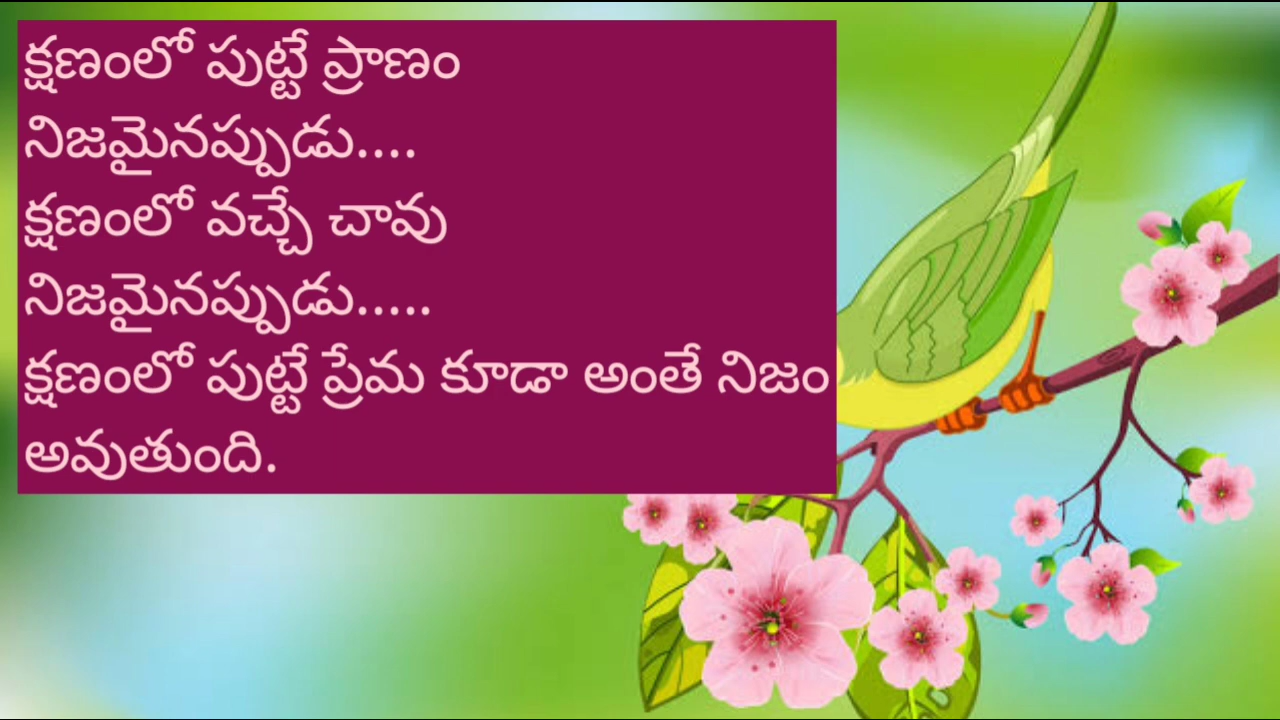 క్షణంలో పుట్టే ప్రాణం
నిజమైనప్పుడు....
క్షణంలో వచ్చే చావు
నిజమైనప్పుడు.....
క్షణంలో పుట్టే ప్రేమ కూడా అంతే నిజం
అవుతుంది.